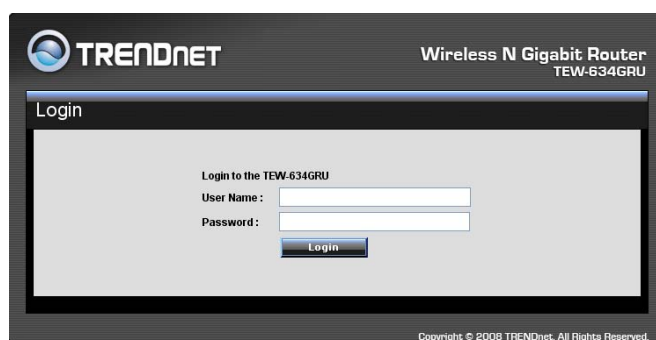 TRENDNET
Wireless N Gigabit Router
TEW-634GRU
Login
Login to the TEW-634GRU
User Name :
Password :
Login
Copyright © 2008 TRENDnet. All Rights Reserved.